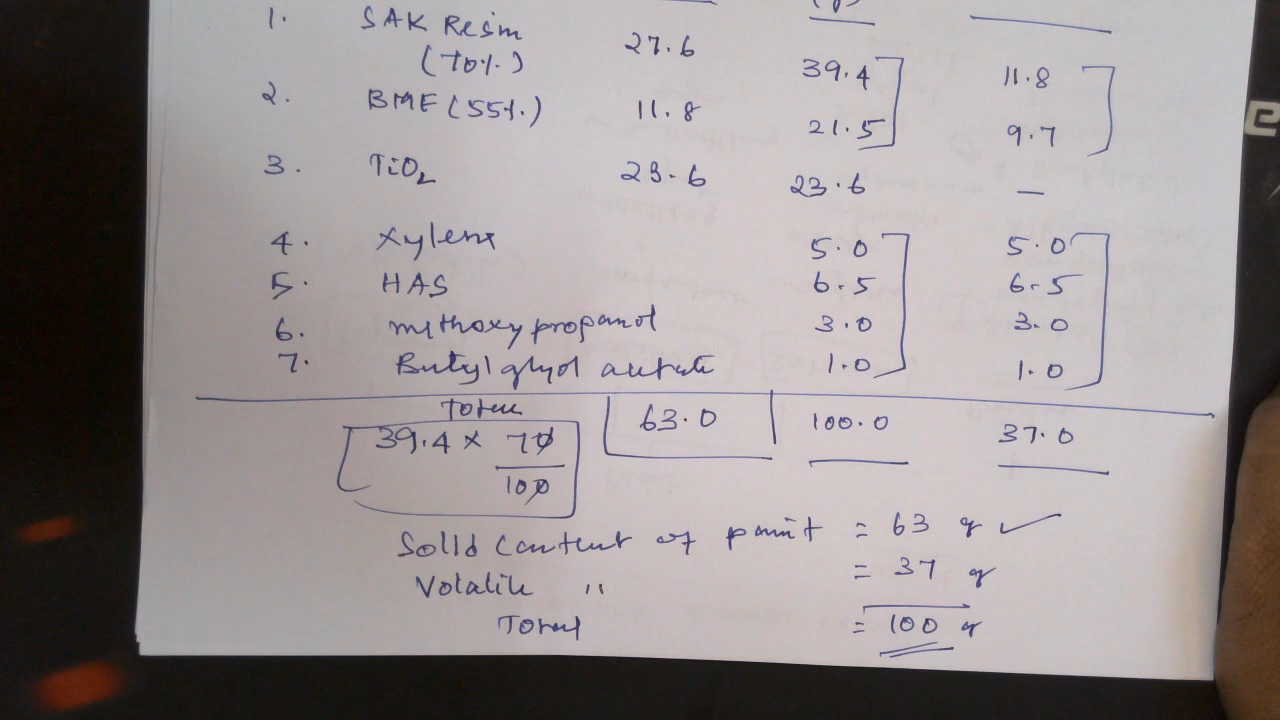 1. SAK Resin 27.6
(70%) 39.4 11.8
2. BMF (55%) 11.8 21.5 9.7
3. TiO2 23.6 23.6 —
4. Xylene 5.0 5.0
5. HAS 6.5 6.5
6. methoxy propanol 3.0 3.0
7. Butyl glycol acetate 1.0 1.0
Total 63.0 100.0 37.0
39.4 × 70
100
Solid Content of paint = 63 g ✓
Volatile " = 37 g
Total = 100 g